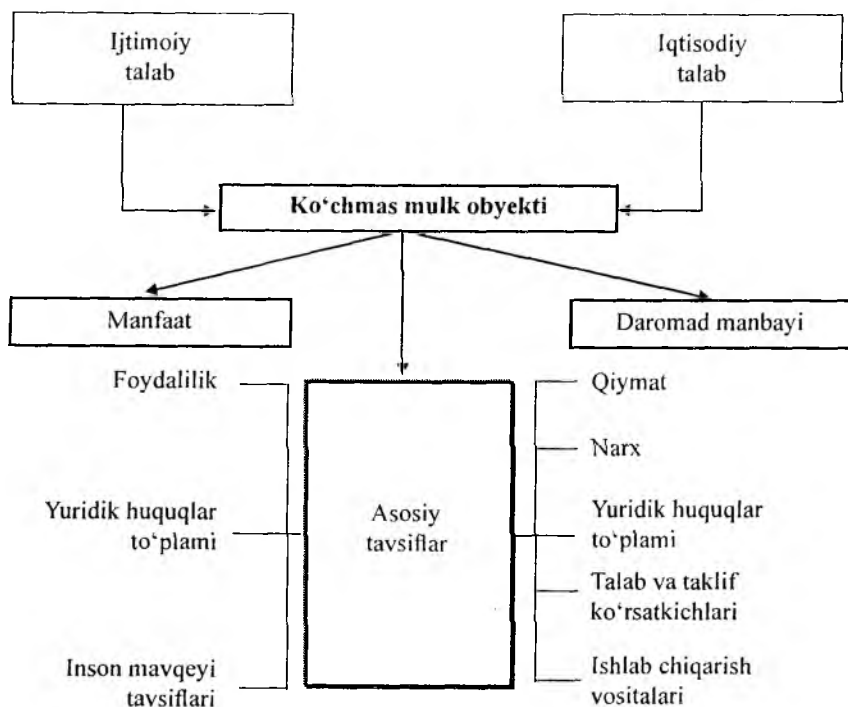 Ijtimoiy
talab
Iqtisodiy
talab
Ko‘chmas mulk obyekti
Manfaat
Daromad manbayi
Foydalilik
Yuridik huquqlar
to‘plami
Inson mavqeyi
tavsiflari
Asosiy
tavsiflar
Qiymat
Narx
Yuridik huquqlar
to‘plami
Talab va taklif
ko‘rsatkichlari
Ishlab chiqarish
vositalari